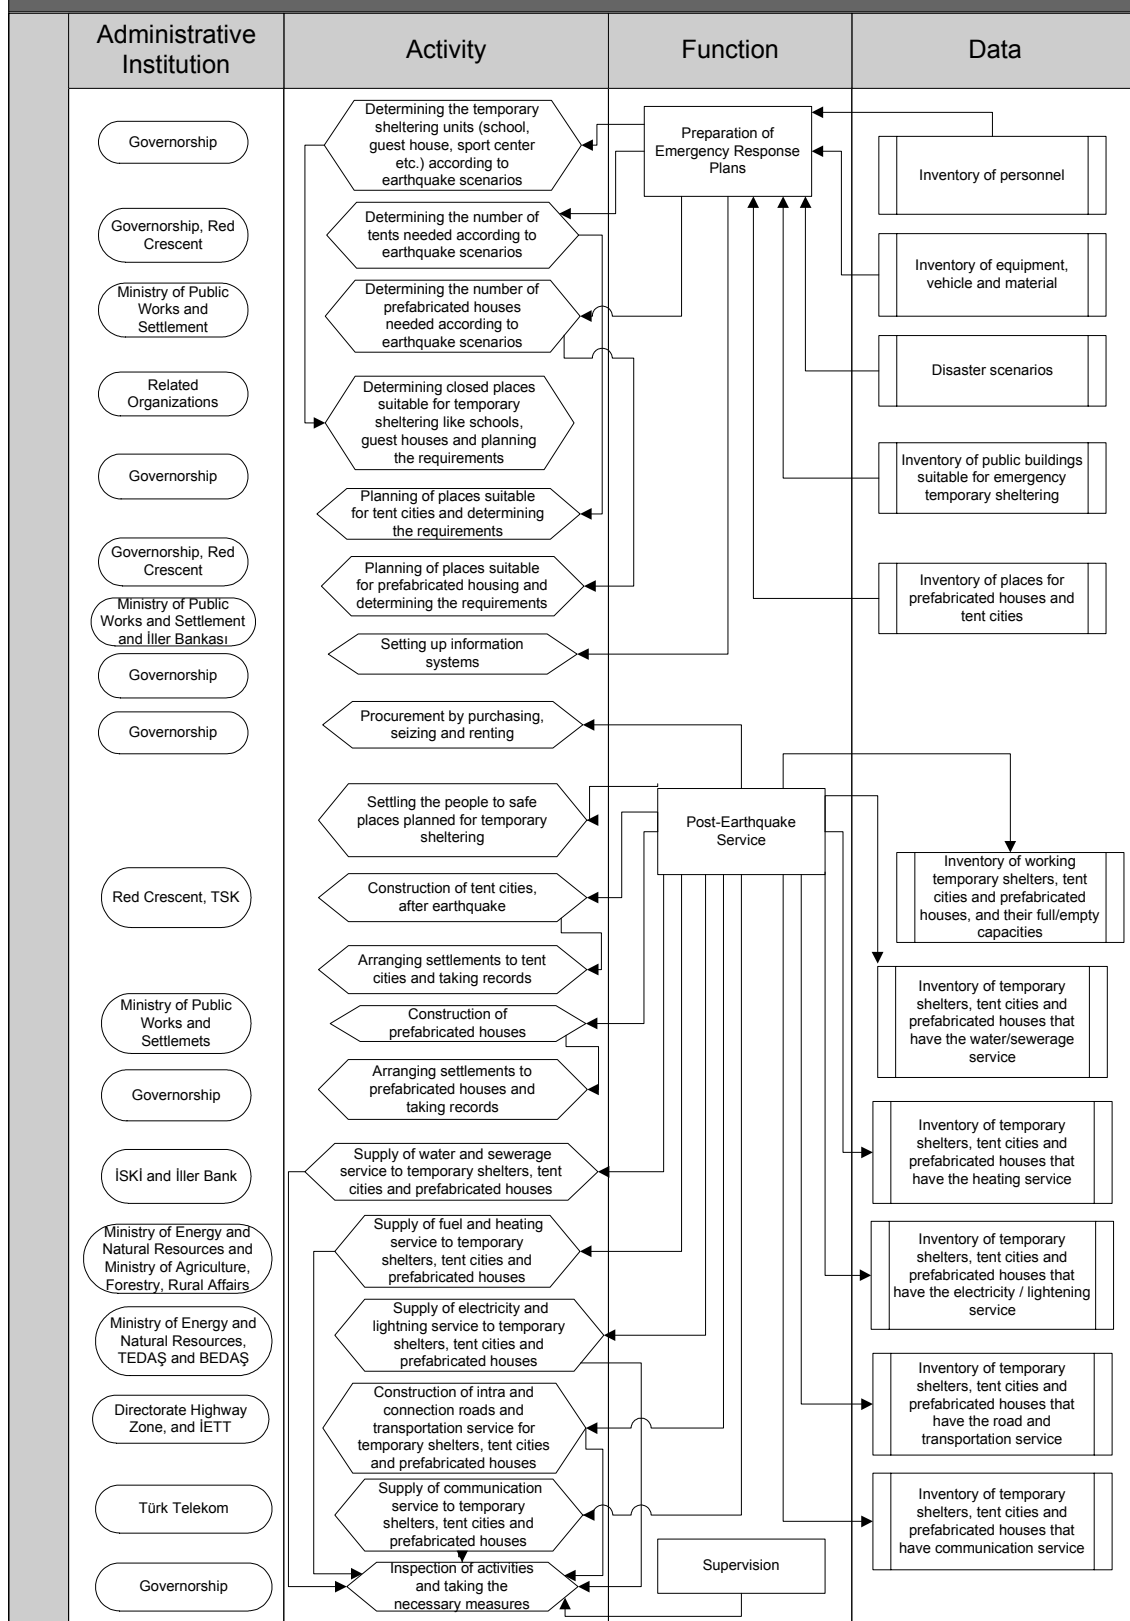 Administrative
Institution
Activity
Function
Data
Governorship
Governorship, Red
Crescent
Ministry of Public
Works and
Settlement
Related
Organizations
Governorship
Governorship, Red
Crescent
Ministry of Public
Works and Settlement
and İller Bankası
Governorship
Governorship
Red Crescent, TSK
Ministry of Public
Works and
Settlemets
Governorship
İSKİ and İller Bank
Ministry of Energy and
Natural Resources and
Ministry of Agriculture,
Forestry, Rural Affairs
Ministry of Energy and
Natural Resources,
TEDAŞ and BEDAŞ
Directorate Highway
Zone, and İETT
Türk Telekom
Governorship
Determining the temporary
sheltering units (school,
guest house, sport center
etc.) according to
earthquake scenarios
Determining the number of
tents needed according to
earthquake scenarios
Determining the number of
prefabricated houses
needed according to
earthquake scenarios
Determining closed places
suitable for temporary
sheltering like schools,
guest houses and planning
the requirements
Planning of places suitable
for tent cities and determining
the requirements
Planning of places suitable
for prefabricated housing and
determining the requirements
Setting up information
systems
Procurement by purchasing,
seizing and renting
Settling the people to safe
places planned for temporary
sheltering
Construction of tent cities,
after earthquake
Arranging settlements to tent
cities and taking records
Construction of
prefabricated houses
Arranging settlements to
prefabricated houses and
taking records
Supply of water and sewerage
service to temporary shelters, tent
cities and prefabricated houses
Supply of fuel and heating
service to temporary
shelters, tent cities and
prefabricated houses
Supply of electricity and
lightning service to temporary
shelters, tent cities and
prefabricated houses
Construction of intra and
connection roads and
transportation service for
temporary shelters, tent cities
and prefabricated houses
Supply of communication
service to temporary
shelters, tent cities and
prefabricated houses
Inspection of activities
and taking the
necessary measures
Preparation of
Emergency Response
Plans
Post-Earthquake
Service
Supervision
Inventory of personnel
Inventory of equipment,
vehicle and material
Disaster scenarios
Inventory of public buildings
suitable for emergency
temporary sheltering
Inventory of places for
prefabricated houses and
tent cities
Inventory of working
temporary shelters, tent
cities and prefabricated
houses, and their full/empty
capacities
Inventory of temporary
shelters, tent cities and
prefabricated houses that
have the water/sewerage
service
Inventory of temporary
shelters, tent cities and
prefabricated houses that
have the heating service
Inventory of temporary
shelters, tent cities and
prefabricated houses that
have the electricity / lightening
service
Inventory of temporary
shelters, tent cities and
prefabricated houses that
have the road and
transportation service
Inventory of temporary
shelters, tent cities and
prefabricated houses that
have communication service